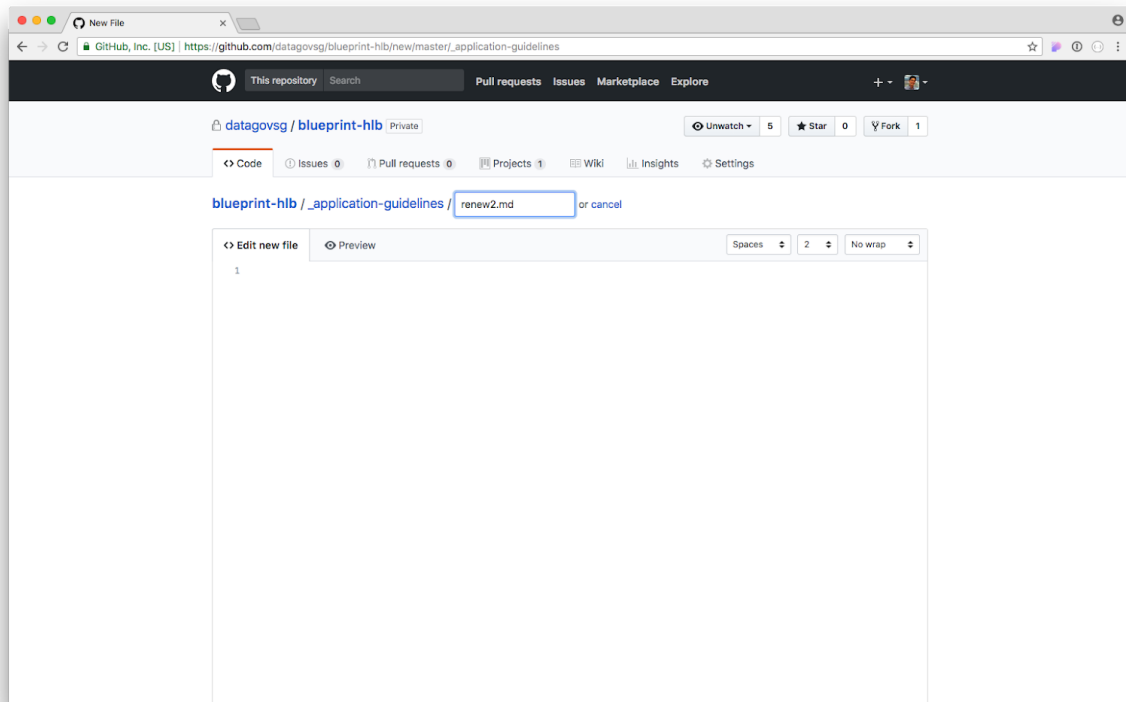 New File
GitHub, Inc. [US] https://github.com/datagovsg/blueprint-hlb/new/master/_application-guidelines
This repository Search Pull requests Issues Marketplace Explore
datagovsg / blueprint-hlb Private Unwatch 5 Star 0 Fork 1
Code Issues 0 Pull requests 0 Projects 1 Wiki Insights Settings
blueprint-hlb / _application-guidelines / renew2.md or cancel
<> Edit new file Preview Spaces 2 No wrap
1